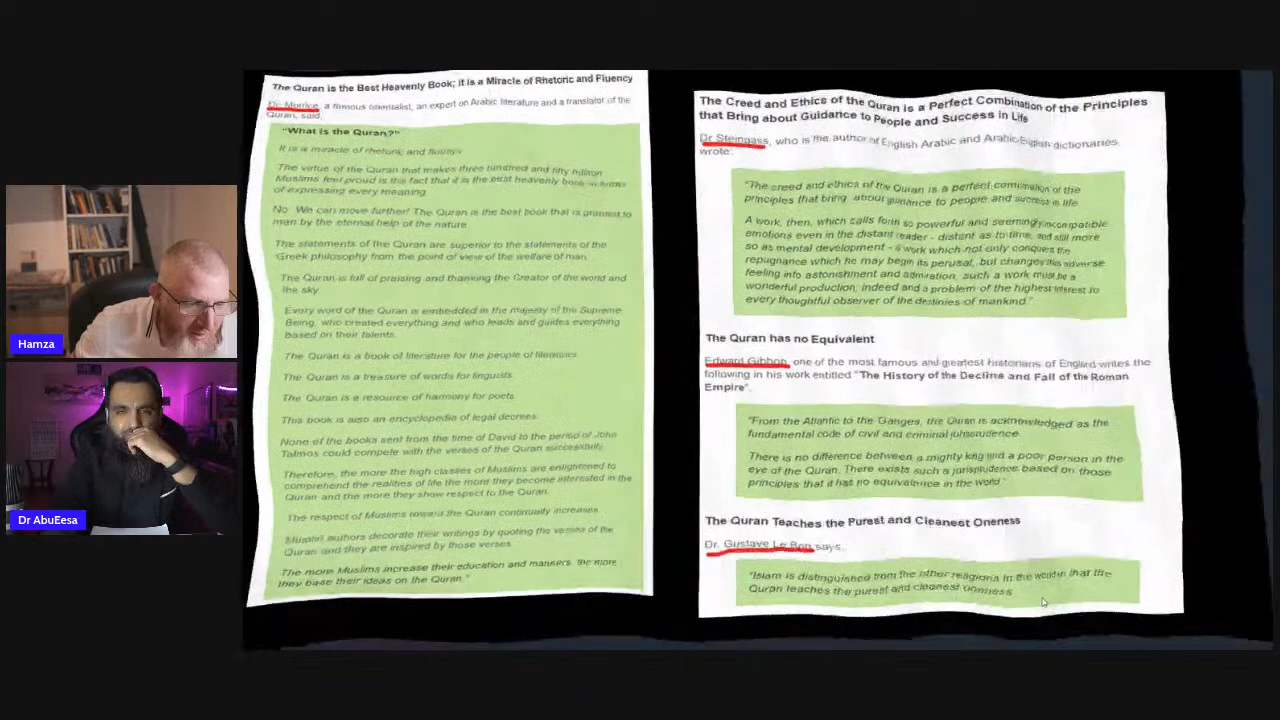 The Quran is the Best Heavenly Book; it is a Miracle of Rhetoric and Fluency
Dr. Morrice, a famous orientalist, an expert on Arabic literature and a translator of the
Quran, said:
"What is the Quran?"
It is a miracle of rhetoric and fluency
The virtue of the Quran that makes three hundred and fifty million
Muslims feel proud is the fact that it is the best heavenly book in terms
of expressing every meaning.
No. We can move further! The Quran is the best book that is granted to
man by the eternal help of the nature.
The statements of the Quran are superior to the statements of the
Greek philosophy from the point of view of the welfare of man.
The Quran is full of praising and thanking the Creator of the world and
the sky.
Every word of the Quran is embedded in the majesty of the Supreme
Being, who created everything and who leads and guides everything
based on their talents.
The Quran is a book of literature for the people of literature.
The Quran is a treasure of words for linguists.
The Quran is a resource of harmony for poets.
This book is also an encyclopedia of legal decrees.
None of the books sent from the time of David to the period of John
Talmos could compete with the verses of the Quran successfully.
Therefore, the more the high classes of Muslims are enlightened to
comprehend the realities of life the more they become interested in the
Quran and the more they show respect to the Quran.
The respect of Muslims toward the Quran continually increases.
Muslim authors decorate their writings by quoting the verses of the
Quran and they are inspired by those verses.
The more Muslims increase their education and manners, the more
they base their ideas on the Quran."
The Creed and Ethics of the Quran is a Perfect Combination of the Principles
that Bring about Guidance to People and Success in Life
Dr Steingass, who is the author of English Arabic and Arabic-English dictionaries,
wrote:
"The creed and ethics of the Quran is a perfect combination of the
principles that bring about guidance to people and success in life
A work, then, which calls forth so powerful and seemingly incompatible
emotions even in the distant reader - distant as to time, and still more
so as mental development - a work which not only conquers the
repugnance which he may begin its perusal, but changes this adverse
feeling into astonishment and admiration, such a work must be a
wonderful production, indeed and a problem of the highest interest to
every thoughtful observer of the destinies of mankind."
The Quran has no Equivalent
Edward Gibbon, one of the most famous and greatest historians of England writes the
following in his work entitled "The History of the Decline and Fall of the Roman
Empire".
"From the Atlantic to the Ganges, the Quran is acknowledged as the
fundamental code of civil and criminal jurisprudence.
There is no difference between a mighty king and a poor person in the
eye of the Quran. There exists such a jurisprudence based on those
principles that it has no equivalence in the world."
The Quran Teaches the Purest and Cleanest Oneness
Dr. Gustave Le Bon says:
"Islam is distinguished from the other religions in the world in that the
Quran teaches the purest and cleanest oneness
Hamza
Dr AbuEesa